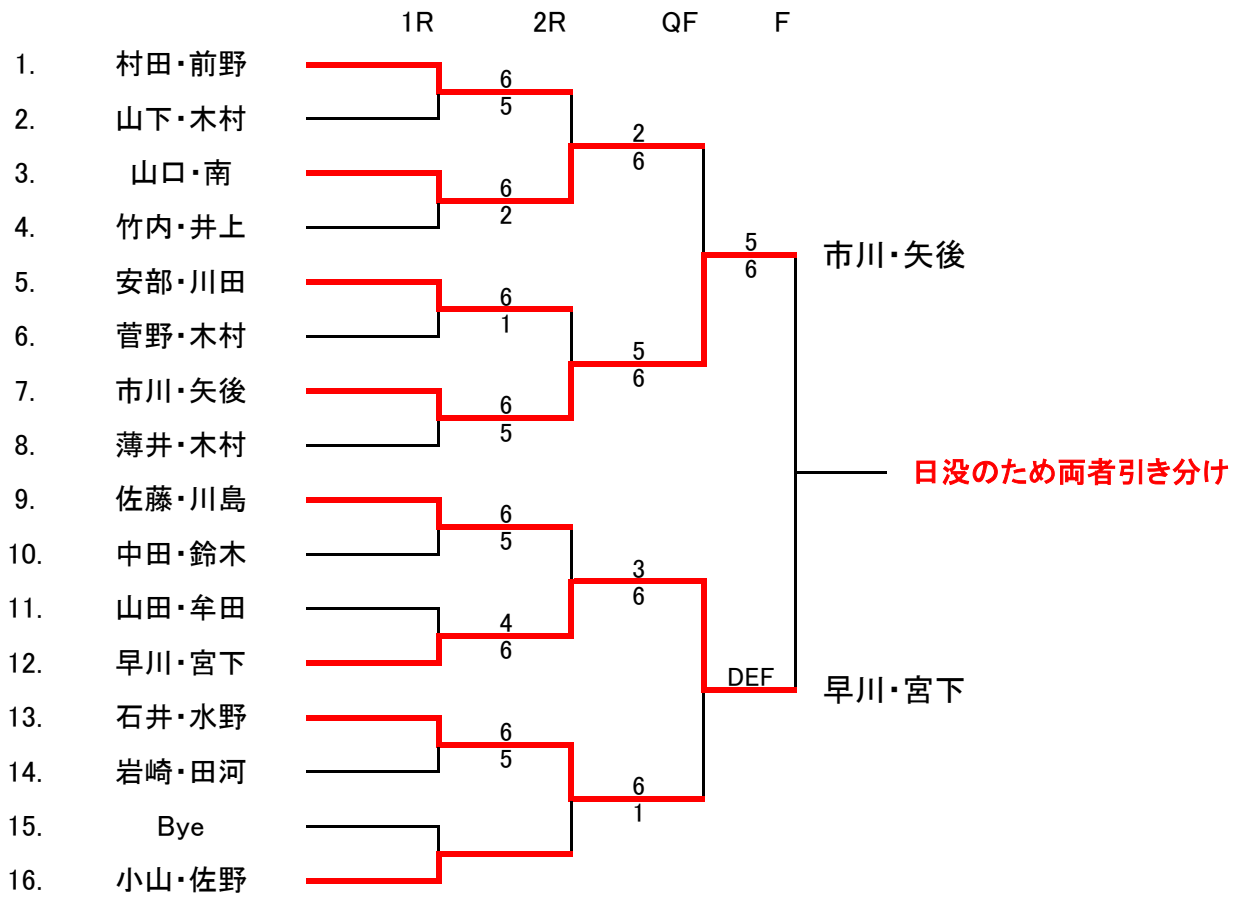 1R 2R QF F
1. 村田・前野
6
5
2. 山下・木村
2
6
3. 山口・南
6
2
4. 竹内・井上
5
6
市川・矢後
5. 安部・川田
6
1
6. 菅野・木村
5
6
7. 市川・矢後
6
5
8. 薄井・木村
日没のため両者引き分け
9. 佐藤・川島
6
5
10. 中田・鈴木
3
6
11. 山田・牟田
4
6
12. 早川・宮下
DEF
早川・宮下
13. 石井・水野
6
5
14. 岩崎・田河
6
1
15. Bye
16. 小山・佐野